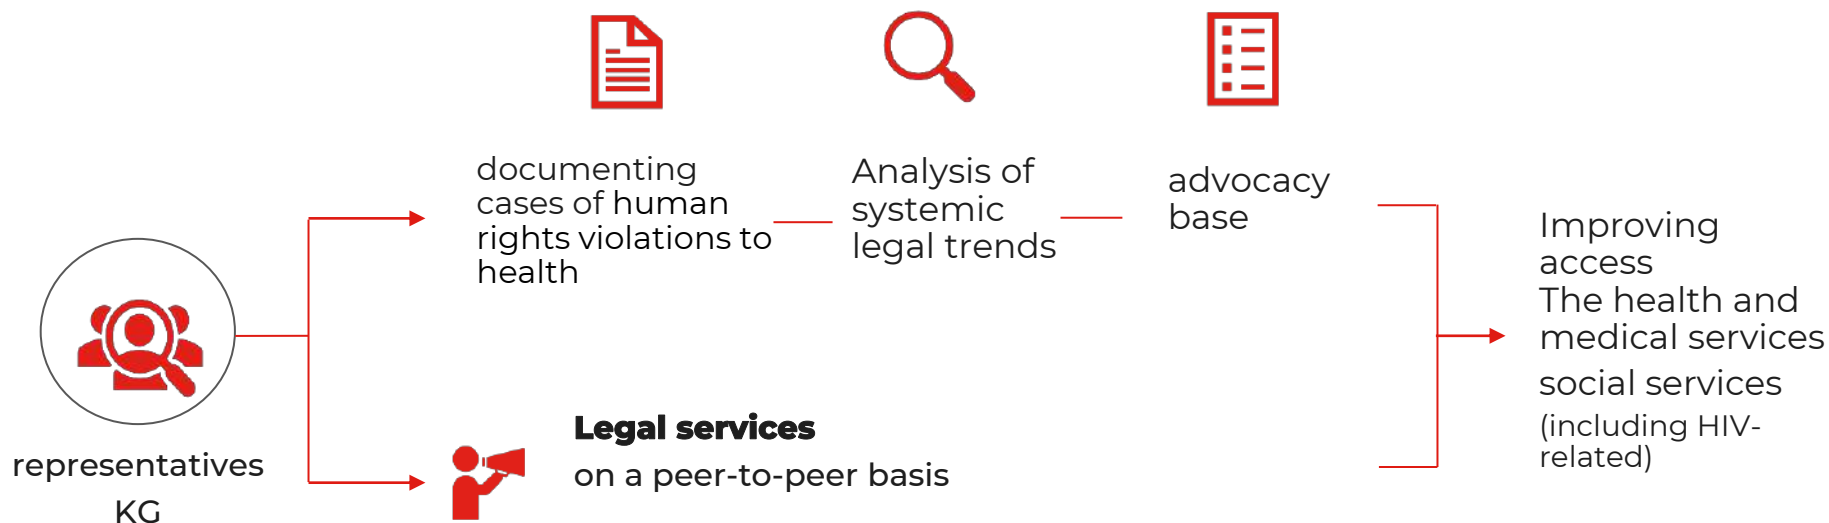 documenting
cases of human
rights violations to
health
Analysis of
systemic
legal trends
advocacy
base
Improving
access
The health and
medical services
social services
(including HIV-
related)
representatives
KG
Legal services
on a peer-to-peer basis